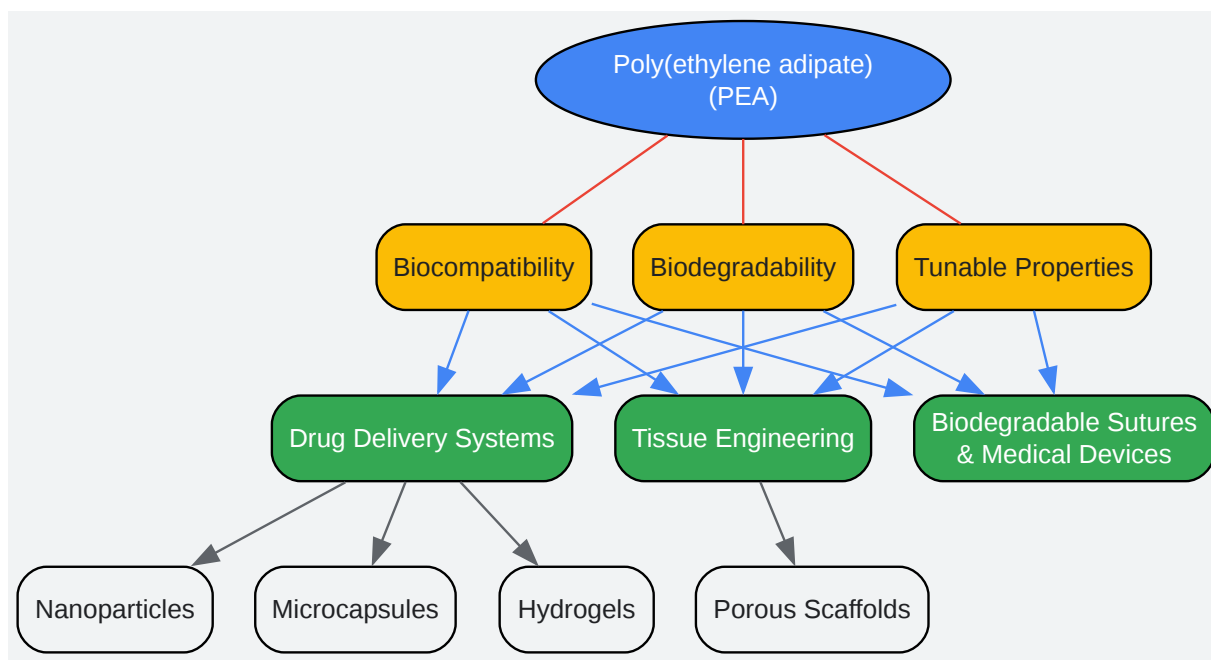 Poly(ethylene adipate)
(PEA)
Biocompatibility
Biodegradability
Tunable Properties
Drug Delivery Systems
Tissue Engineering
Biodegradable Sutures
& Medical Devices
Nanoparticles
Microcapsules
Hydrogels
Porous Scaffolds